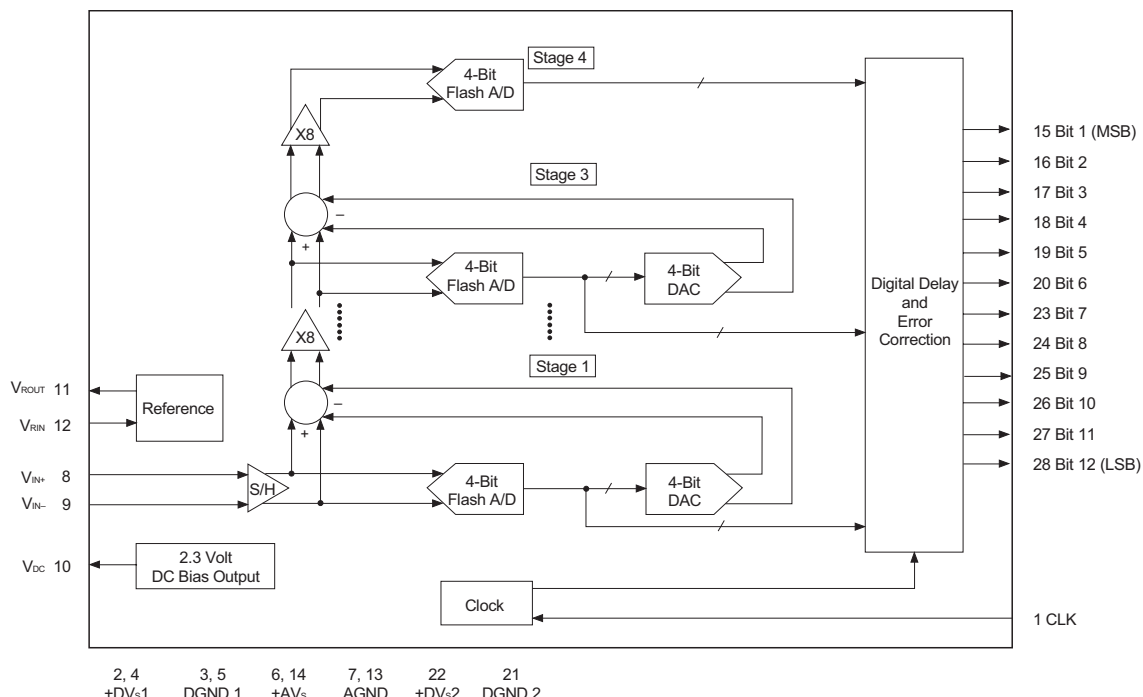 Stage 4
4-Bit
Flash A/D
X8
Stage 3
–
+
4-Bit
Flash A/D
4-Bit
DAC
X8
Stage 1
–
+
4-Bit
Flash A/D
4-Bit
DAC
S/H
Digital Delay
and
Error
Correction
VROUT 11
VRIN 12
Reference
VIN+ 8
VIN– 9
VDC 10
2.3 Volt
DC Bias Output
Clock
15 Bit 1 (MSB)
16 Bit 2
17 Bit 3
18 Bit 4
19 Bit 5
20 Bit 6
23 Bit 7
24 Bit 8
25 Bit 9
26 Bit 10
27 Bit 11
28 Bit 12 (LSB)
1 CLK
2, 4
+DVS1
3, 5
DGND 1
6, 14
+AVS
7, 13
AGND
22
+DVS2
21
DGND 2